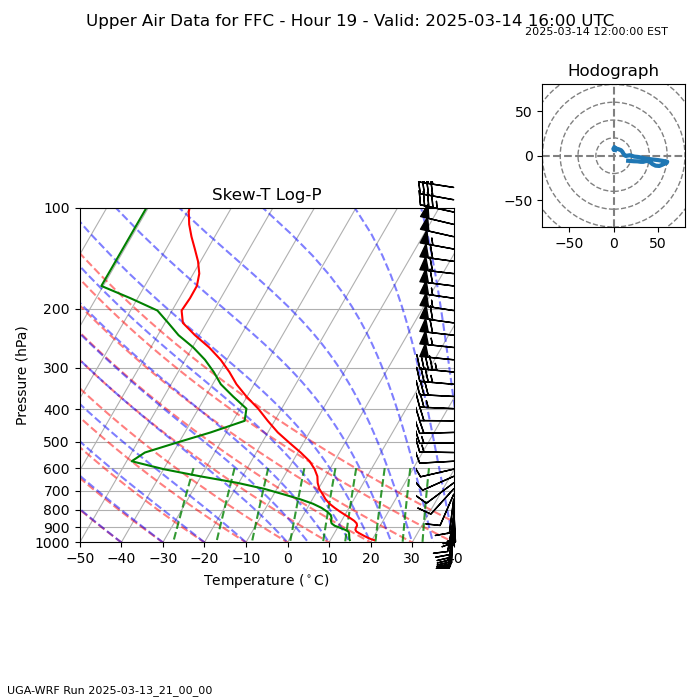 Upper Air Data for FFC - Hour 19 - Valid: 2025-03-14 16:00 UTC
2025-03-14 12:00:00 EST
Hodograph
50
0
−50
−50 0 50
Skew-T Log-P
100
200
300
400
500
600
700
800
900
1000
Pressure (hPa)
−50 −40 −30 −20 −10 0 10 20 30 40
Temperature (°C)
UGA-WRF Run 2025-03-13_21_00_00